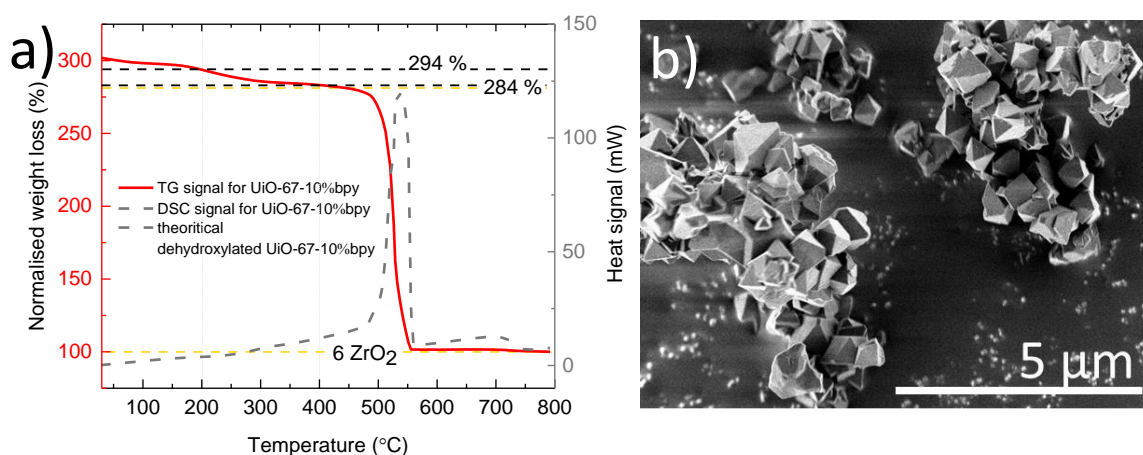 a)
300
250
200
150
100
Normalised weight loss (%)
294 %
284 %
TG signal for UiO-67-10%bpy
DSC signal for UiO-67-10%bpy
theoritical
dehydroxylated UiO-67-10%bpy
6 ZrO₂
100 200 300 400 500 600 700 800
Temperature (°C)
150
100
50
0
Heat signal (mW)
b)
5 µm